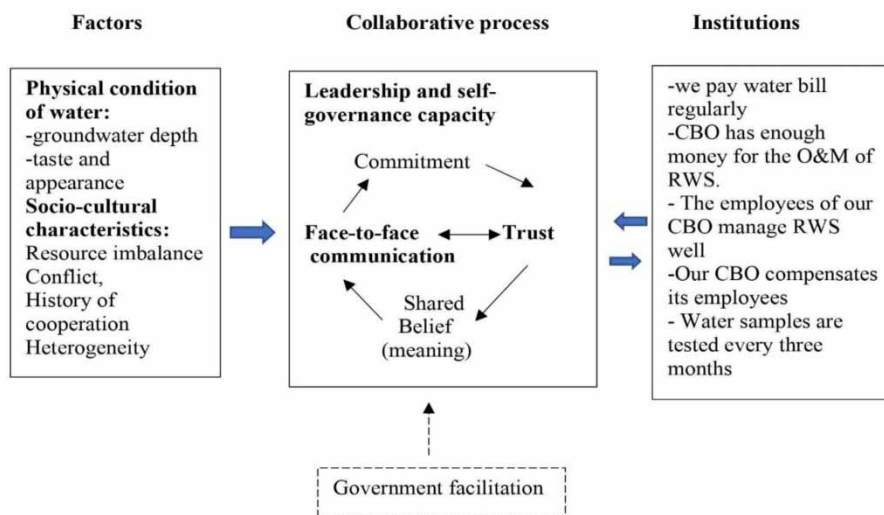 Factors
Collaborative process
Institutions
Physical condition
of water:
-groundwater depth
-taste and
appearance
Socio-cultural
characteristics:
Resource imbalance
Conflict,
History of
cooperation
Heterogeneity
Leadership and self-
governance capacity
Commitment
Face-to-face
communication
Trust
Shared
Belief
(meaning)
-we pay water bill
regularly
-CBO has enough
money for the O&M of
RWS.
- The employees of our
CBO manage RWS
well
-Our CBO compensates
its employees
- Water samples are
tested every three
months
Government facilitation